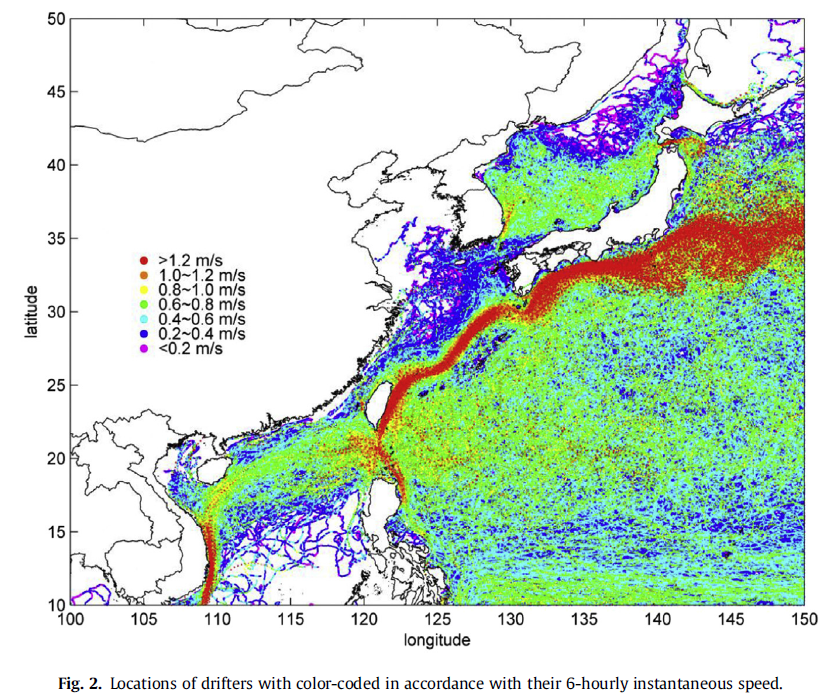 50
45
40
35
30
25
20
15
10
latitude
>1.2 m/s
1.0~1.2 m/s
0.8~1.0 m/s
0.6~0.8 m/s
0.4~0.6 m/s
0.2~0.4 m/s
<0.2 m/s
100 105 110 115 120 125 130 135 140 145 150
longitude
Fig. 2. Locations of drifters with color-coded in accordance with their 6-hourly instantaneous speed.